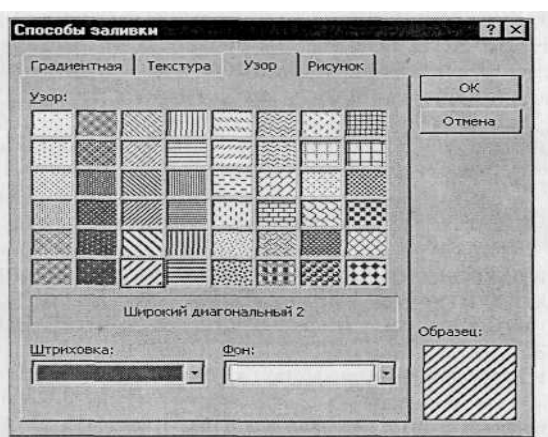 Способы заливки
Градиентная Текстура Узор Рисунок
Узор:
OK
Отмена
Широкий диагональный 2
Штриховка:
Фон:
Образец: